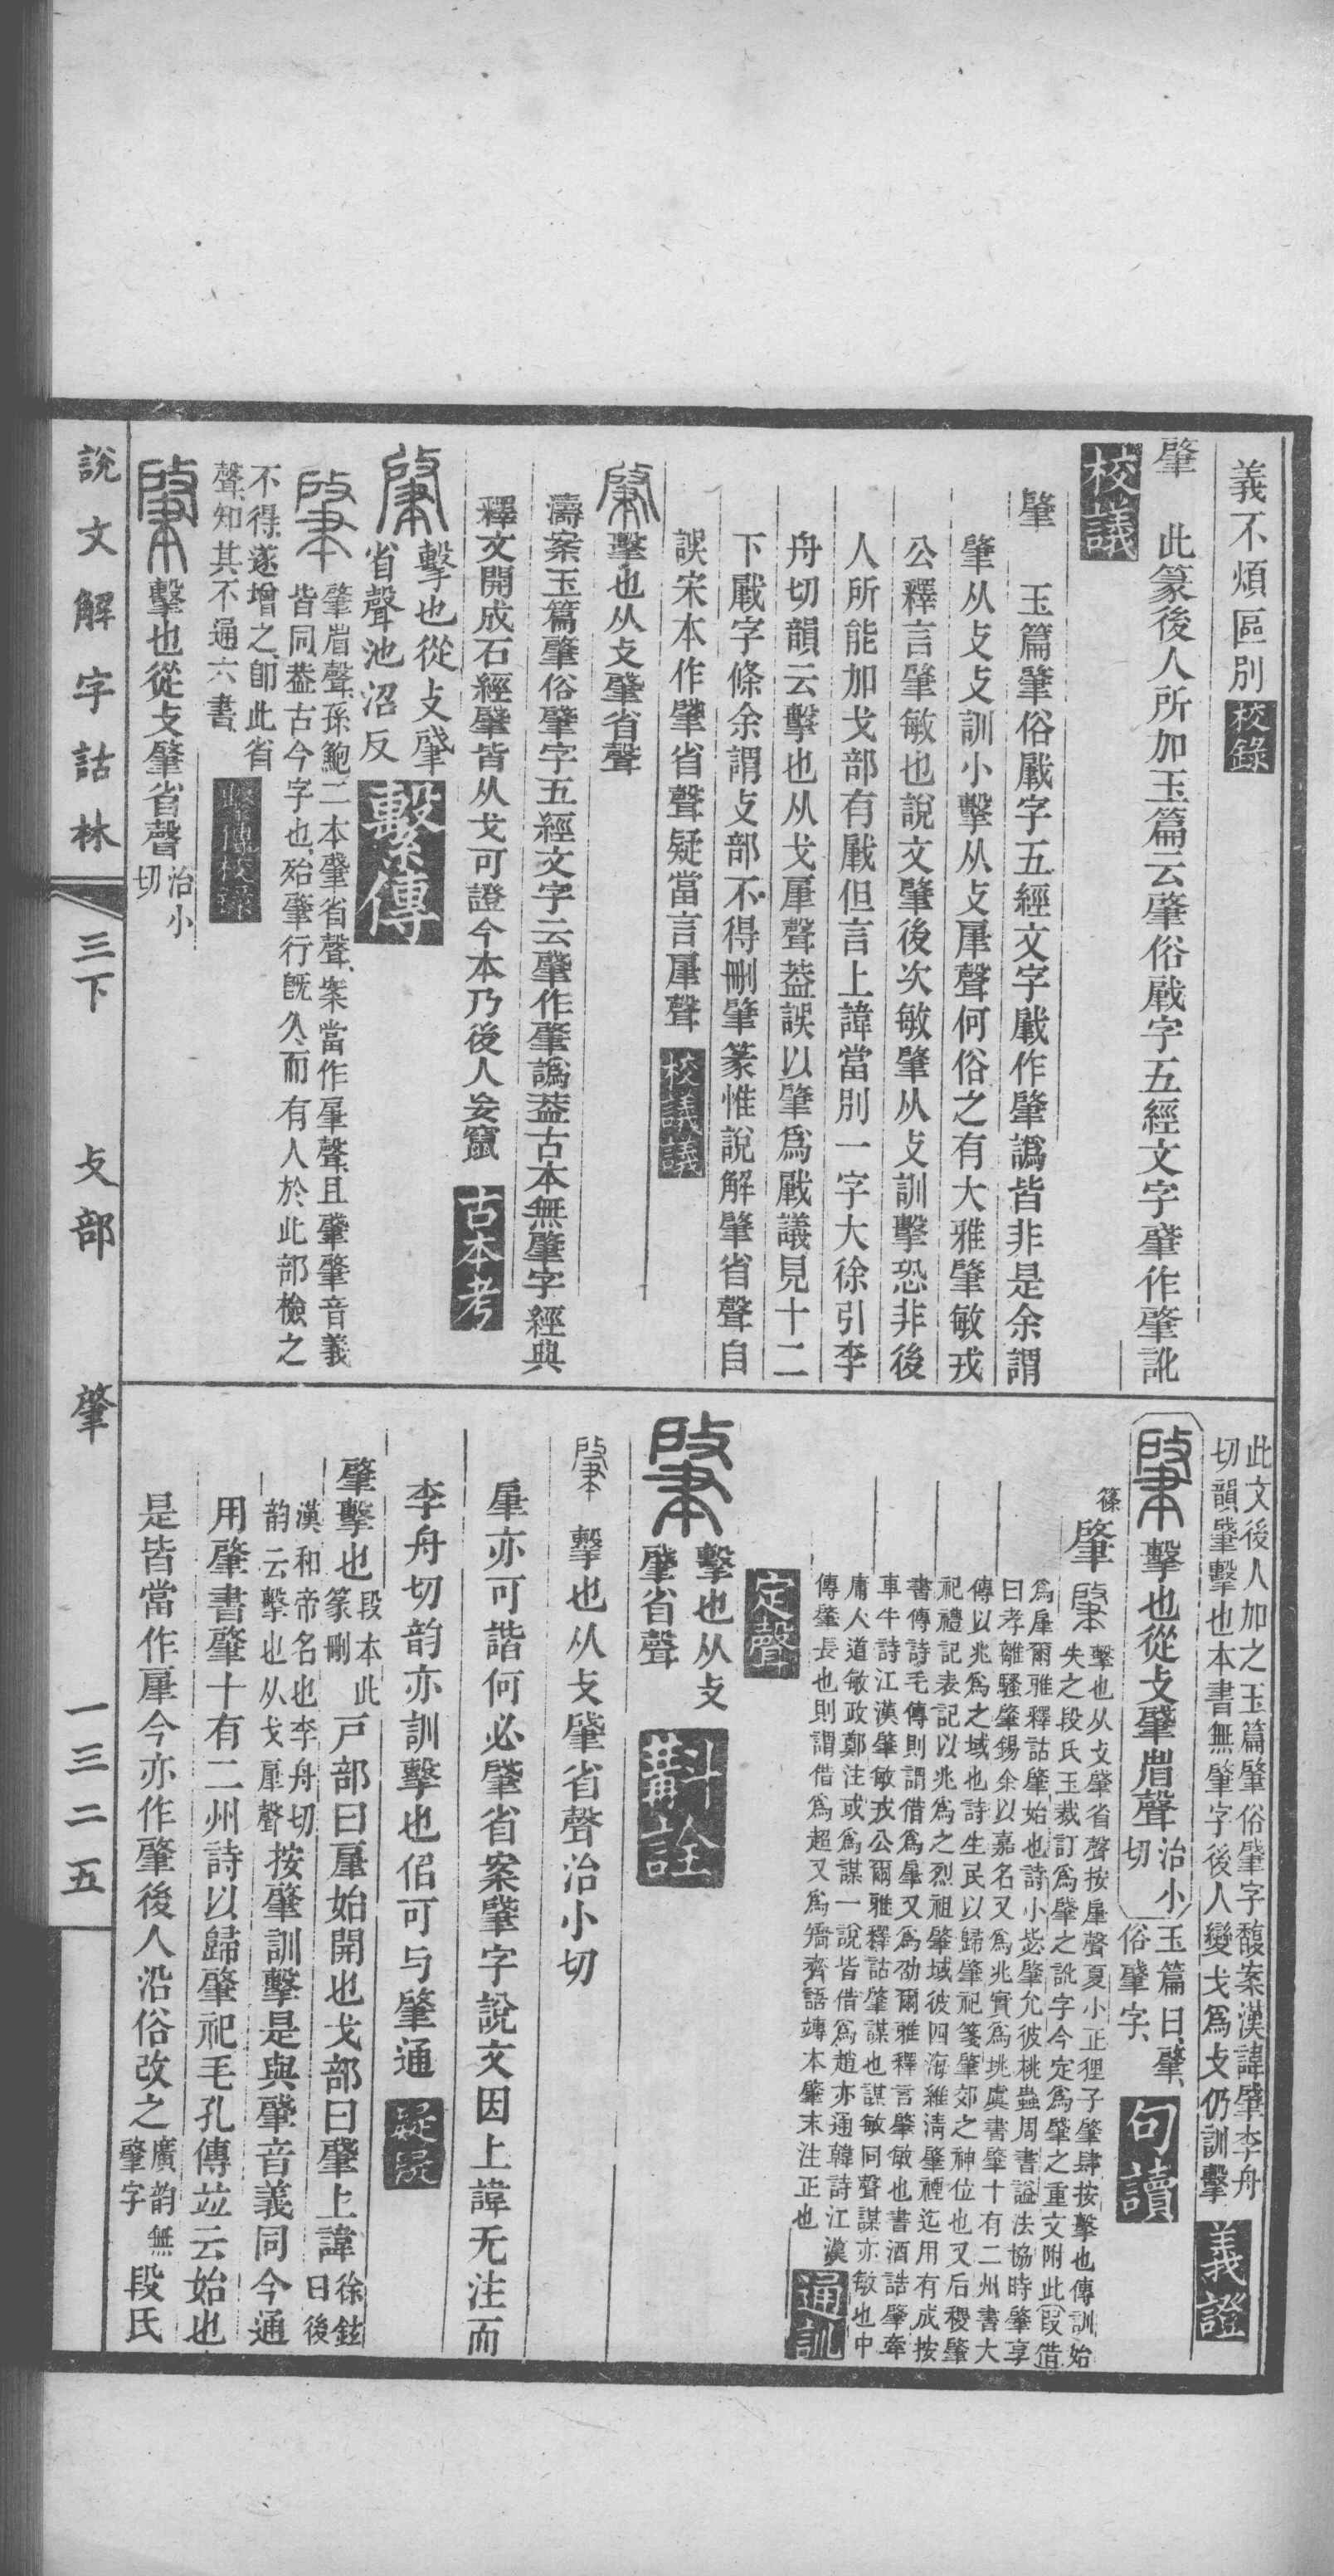 義不煩區別 校錄
肇 此篆後人所加玉篇云肇俗㦿字五經文字肈作肇訛
校議
肇 玉篇肇俗㦿字五經文字㦿作肇譌皆非是余謂
肇从攴攴訓小擊从攴㕻聲何俗之有大雅肇敏戎
公釋言肇敏也說文肇後次敏肇从攴訓擊恐非後
人所能加戈部有㦿但言上諱當別一字大徐引李
舟切韻云擊也从戈㕻聲葢誤以肇爲㦿議見十二
下㦿字條余謂攴部不得刪肇篆惟說解肇省聲自
誤宋本作肈省聲疑當言㕻聲 校議議
擊也从攴肈省聲
濤案玉篇肇俗肈字五經文字云肈作肇譌葢古本無肇字經典
釋文開成石經肈皆从戈可證今本乃後人妄竄 古本考
擊也從攴肈
省聲池沼反 繫傳
肇𡳿聲孫鮑二本肈省聲案當作㕻聲且肈肇音義
皆同葢古今字也殆肇行旣久而有人於此部檢之
不得遂增之卽此省
聲知其不通六書 繫傳校錄
擊也從攴肇省聲 治小
切
說文解字詁林 三下 攴部 肇 一三二五
此文後人加之玉篇肇俗肈字馥案漢諱肈李舟
切韻肈擊也本書無肇字後人變戈爲攴仍訓擊 義證
擊也從攴肈省聲 治小
切 玉篇曰肇
俗肈字 句讀
篠 肇 擊也从攴肇省聲按㕻聲夏小正狸子肇肆按擊也傳訓始
失之段氏玉裁訂爲肈之訛字今定爲肈之重文附此 叚借
爲㕻爾雅釋詁肇始也詩小毖肇允彼桃蟲周書謚法協時肇享
曰孝離騷肇錫余以嘉名又爲兆實爲垗虞書肇十有二州書大
傳以兆爲之域也詩生民以歸肇祀箋肇郊之神位也又后稷肇
祀禮記表記以兆爲之烈祖肇域彼四海維淸肇禋迄用有成按
書傳詩毛傳則謂借爲㕻又爲劭爾雅釋言肇敏也書酒誥肇牽
車牛詩江漢肇敏戎公爾雅釋詁肇謀也謀敏同聲謀亦敏也中
庸人道敏政鄭注或爲謀一說皆借爲趙亦通韓詩江漢
傳肇長也則謂借爲超又爲矯齊語竱本肇末注正也 通訓
定聲
擊也从攴
肈省聲 斠詮
擊也从攴肈省聲治小切
㕻亦可諧何必肈省案肈字說文因上諱无注而
李舟切韵亦訓擊也伹可与肇通 疑疑
肇擊也 段本此
篆刪 戸部曰㕻始開也戈部曰肈上諱 徐鉉
曰後
漢和帝名也李舟切
韵云擊也从戈㕻聲 按肇訓擊是與肈音義同今通
用肇書肇十有二州詩以歸肇祀毛孔傳竝云始也
是皆當作㕻今亦作肇後人沿俗改之 廣韵無
肈字 段氏